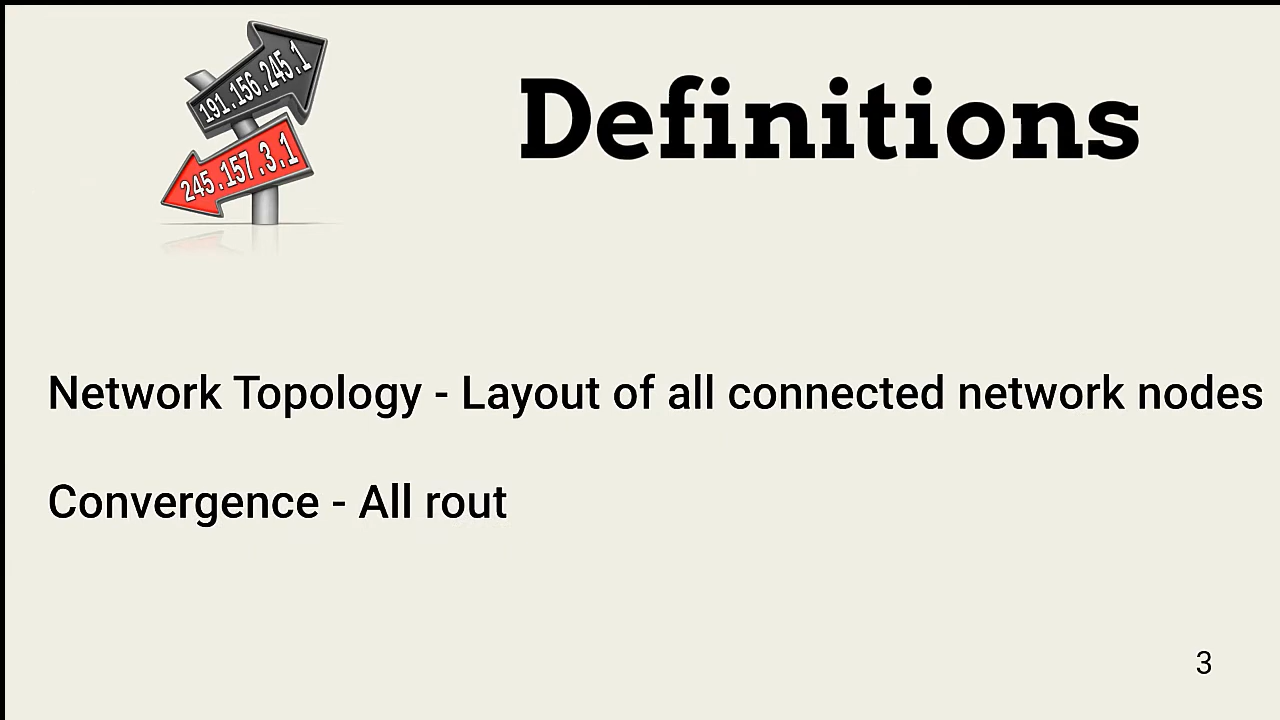 191.156.245.1
245.157.3.1
Definitions
Network Topology - Layout of all connected network nodes
Convergence - All rout
3